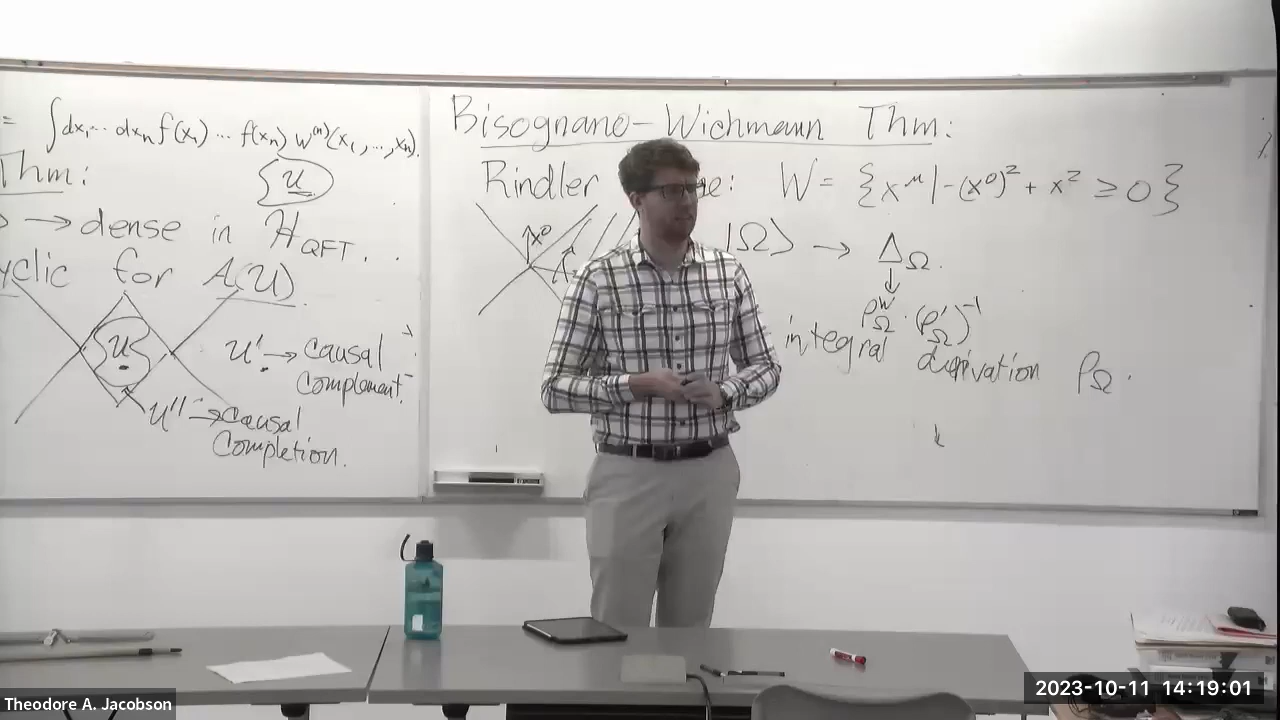 = ∫dx₁... dxₙ f(x₁) ... f(xₙ) W⁽ⁿ⁾(x₁, ..., xₙ).
Thm:
{U}
→ dense in H_QFT. . .
yclic for A(U).
{U}
U' → causal
complement.
U'' → causal
completion.
Bisognano-Wichmann Thm:
Rindler W = {x^μ | -(x⁰)² + x² ≥ 0}
x⁰
|Ω⟩ → Δ_Ω.
↓
ρ_Ω^W · (ρ'_Ω)⁻¹
integral derivation ρ_Ω.
Theodore A. Jacobson
2023-10-11 14:19:01